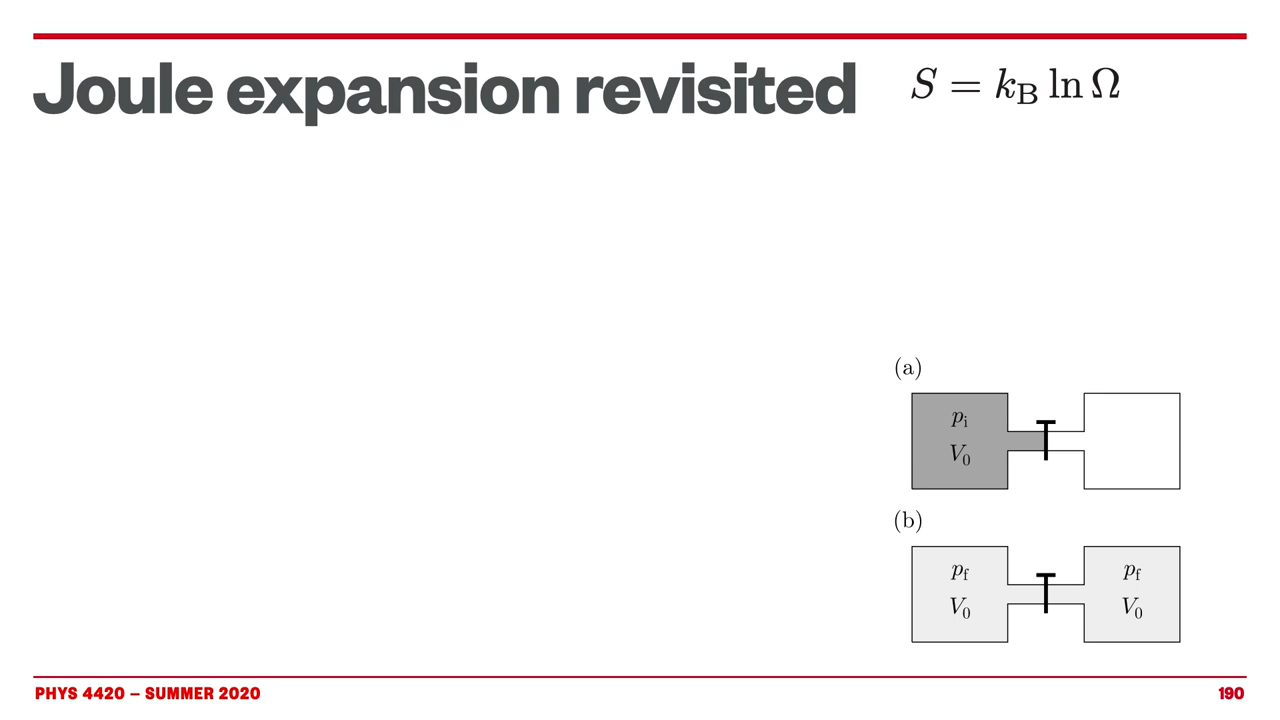 Joule expansion revisited
S = k_B ln Ω
(a)
p_i
V_0
(b)
p_f
p_f
V_0
V_0
PHYS 4420 – SUMMER 2020
190